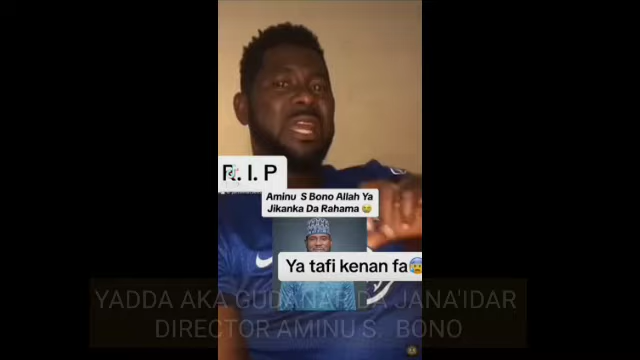 R. I. P
Aminu S Bono Allah Ya
Jikanka Da Rahama 😢
Ya tafi kenan fa😰
YADDA AKA GUDANAR DA JANA'IDAR
DIRECTOR AMINU S. BONO